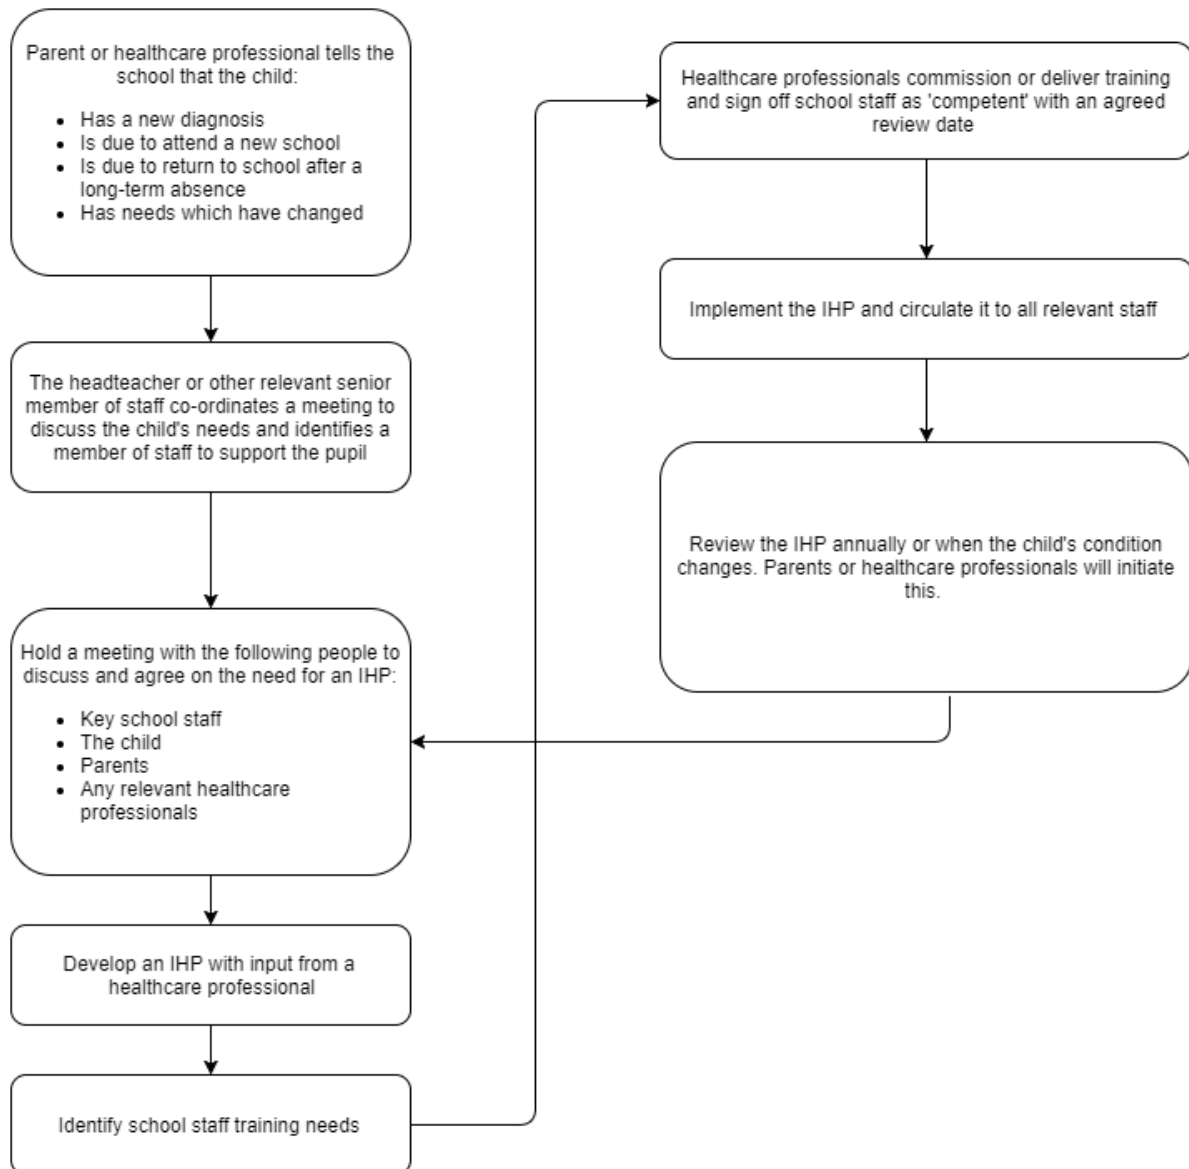 Parent or healthcare professional tells the
school that the child:
• Has a new diagnosis
• Is due to attend a new school
• Is due to return to school after a
long-term absence
• Has needs which have changed
The headteacher or other relevant senior
member of staff co-ordinates a meeting to
discuss the child's needs and identifies a
member of staff to support the pupil
Hold a meeting with the following people to
discuss and agree on the need for an IHP:
• Key school staff
• The child
• Parents
• Any relevant healthcare
professionals
Develop an IHP with input from a
healthcare professional
Identify school staff training needs
Healthcare professionals commission or deliver training
and sign off school staff as 'competent' with an agreed
review date
Implement the IHP and circulate it to all relevant staff
Review the IHP annually or when the child's condition
changes. Parents or healthcare professionals will initiate
this.